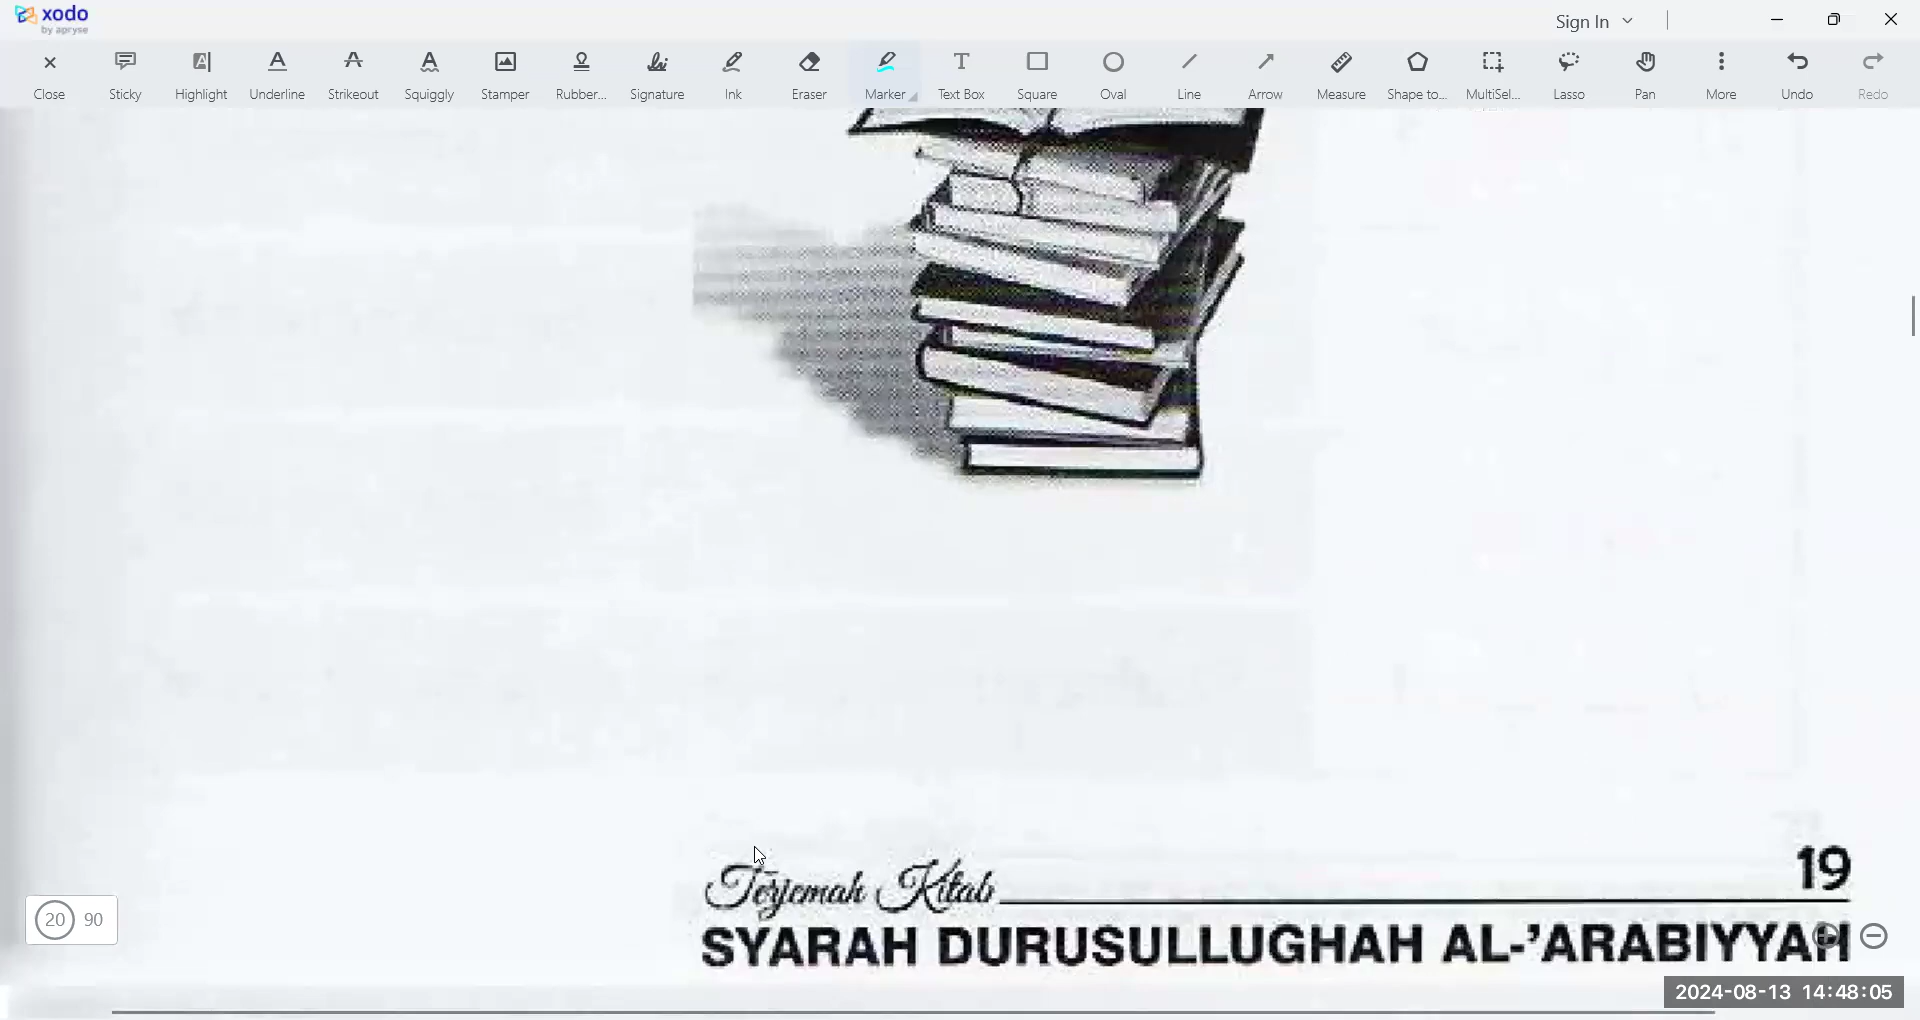 xodo
by apryse
Sign In
Close
Sticky
Highlight
Underline
Strikeout
Squiggly
Stamper
Rubber...
Signature
Ink
Eraser
Marker
Text Box
Square
Oval
Line
Arrow
Measure
Shape to...
MultiSel...
Lasso
Pan
More
Undo
Redo
20 90
Terjemah Kitab 19
SYARAH DURUSULLUGHAH AL-'ARABIYYAH
2024-08-13 14:48:05